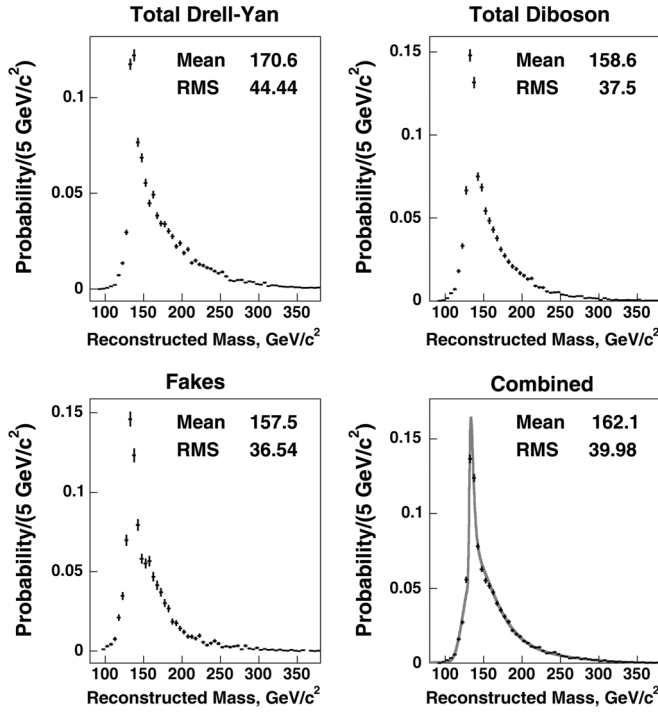 Total Drell-Yan
Mean 170.6
RMS 44.44
Probability/(5 GeV/c²)
0.1
0.05
0
100 150 200 250 300 350
Reconstructed Mass, GeV/c²
Total Diboson
Mean 158.6
RMS 37.5
Probability/(5 GeV/c²)
0.15
0.1
0.05
0
100 150 200 250 300 350
Reconstructed Mass, GeV/c²
Fakes
Mean 157.5
RMS 36.54
Probability/(5 GeV/c²)
0.15
0.1
0.05
0
100 150 200 250 300 350
Reconstructed Mass, GeV/c²
Combined
Mean 162.1
RMS 39.98
Probability/(5 GeV/c²)
0.15
0.1
0.05
0
100 150 200 250 300 350
Reconstructed Mass, GeV/c²